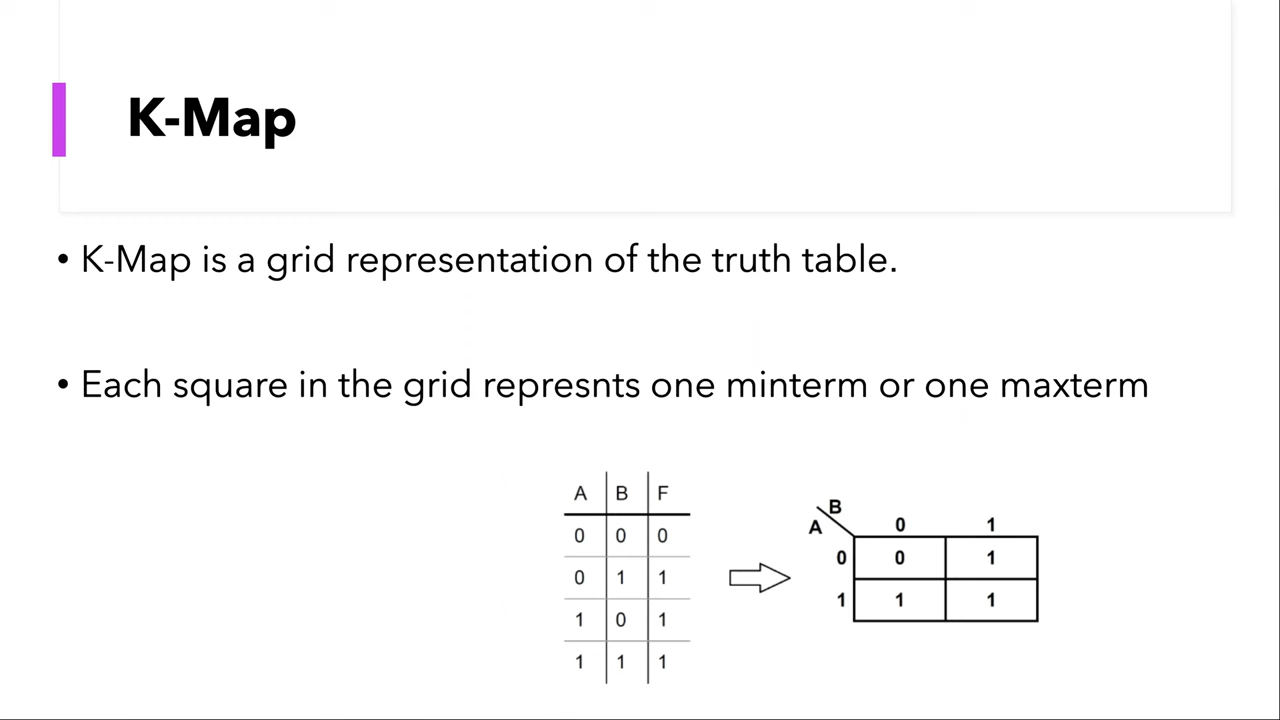 K-Map
• K-Map is a grid representation of the truth table.
• Each square in the grid represnts one minterm or one maxterm
A B F
0 0 0
0 1 1
1 0 1
1 1 1
B
A 0 1
0 0 1
1 1 1